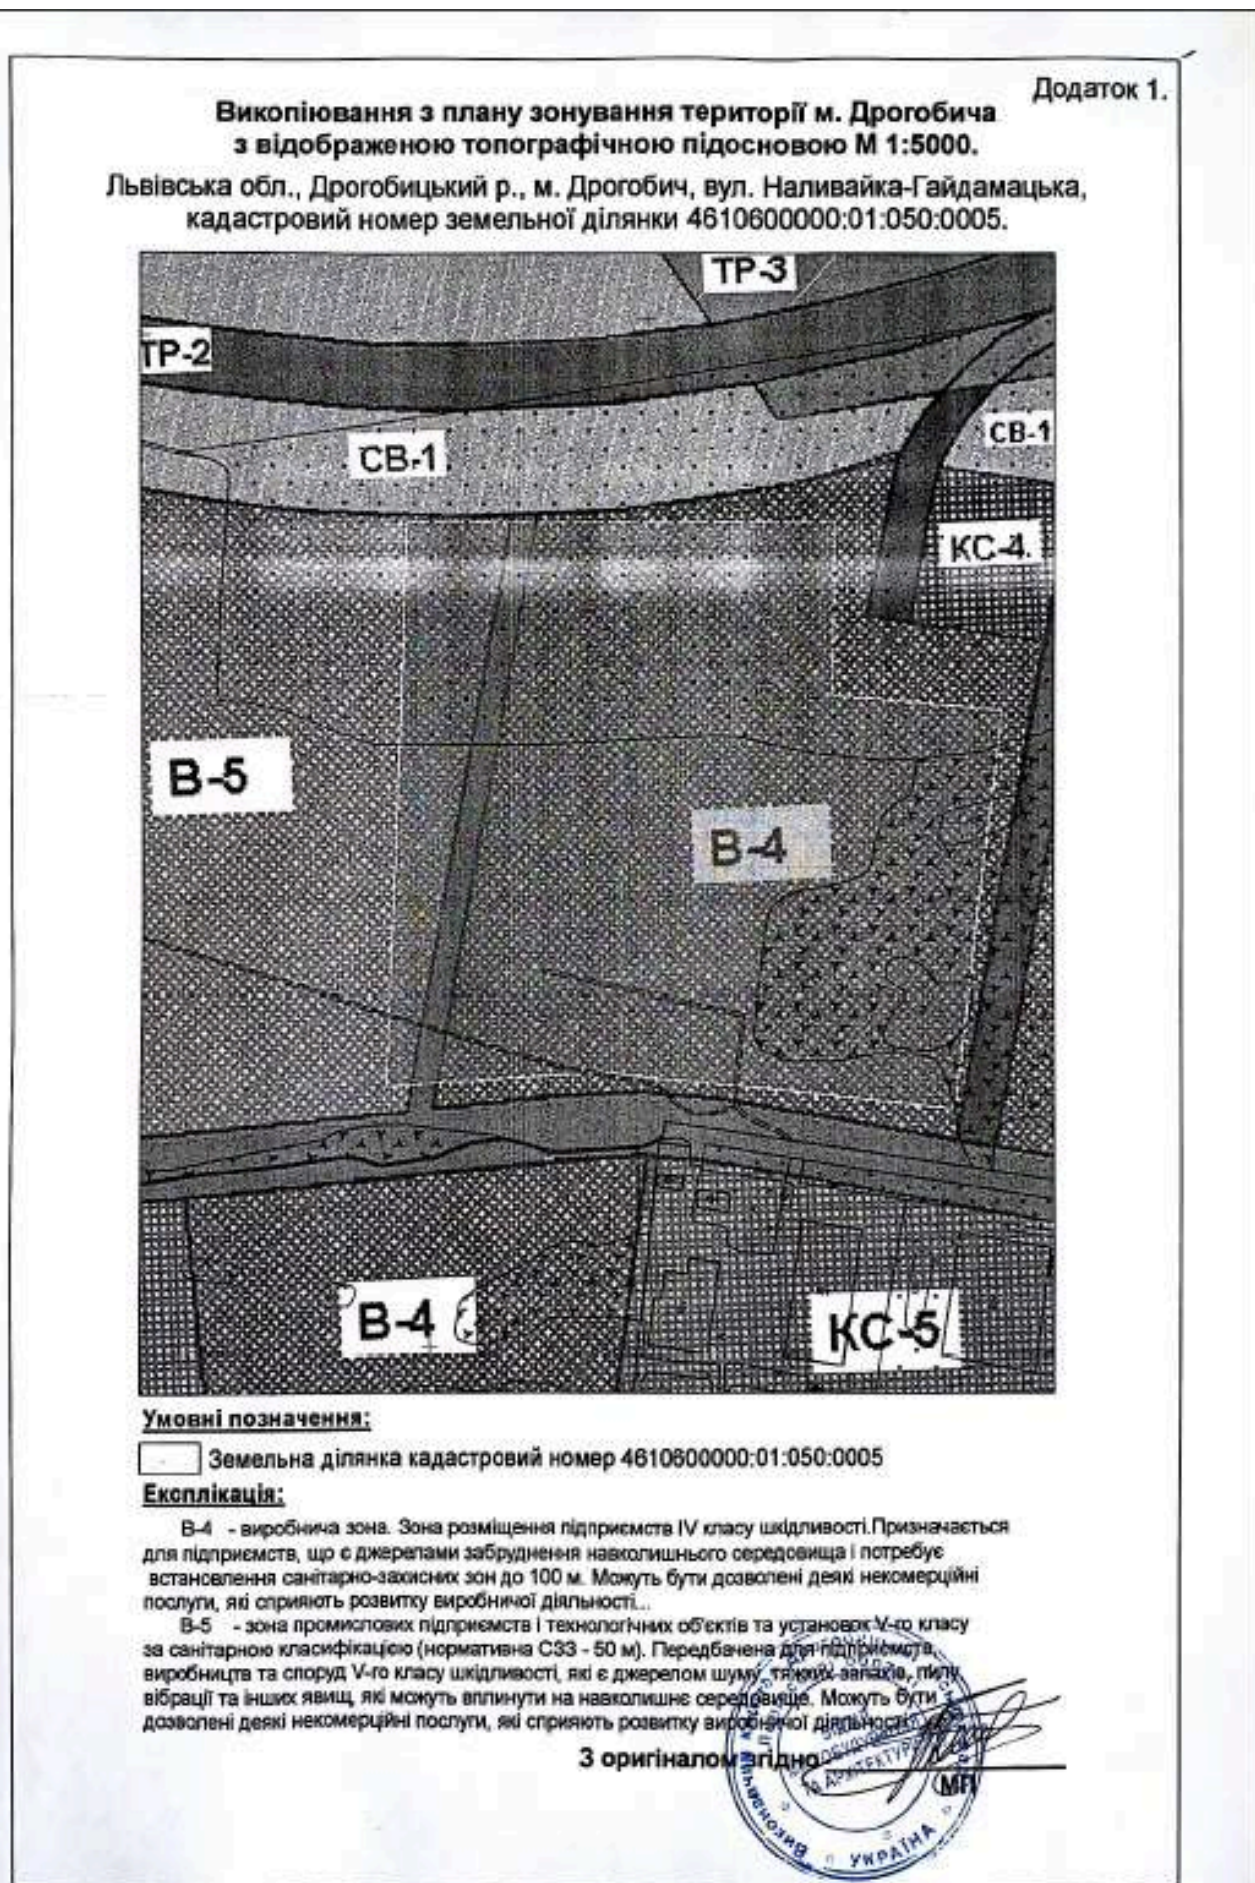 Додаток 1.
Викопіювання з плану зонування території м. Дрогобича
з відображеною топографічною підосновою М 1:5000.
Львівська обл., Дрогобицький р., м. Дрогобич, вул. Наливайка-Гайдамацька,
кадастровий номер земельної ділянки 4610600000:01:050:0005.
ТР-3
ТР-2
СВ-1
СВ-1
КС-4
В-5
В-4
В-4
КС-5
Умовні позначення:
Земельна ділянка кадастровий номер 4610600000:01:050:0005
Експлікація:
В-4 - виробнича зона. Зона розміщення підприємств IV класу шкідливості.Призначається
для підприємств, що є джерелами забруднення навколишнього середовища і потребує
встановлення санітарно-захисних зон до 100 м. Можуть бути дозволені деякі некомерційні
послуги, які сприяють розвитку виробничої діяльності...
В-5 - зона промислових підприємств і технологічних об'єктів та установок V-го класу
за санітарною класифікацією (нормативна СЗЗ - 50 м). Передбачена для підприємств,
виробництв та споруд V-го класу шкідливості, які є джерелом шуму, тяжких запахів, пилу,
вібрації та інших явищ, які можуть вплинути на навколишнє середовище. Можуть бути
дозволені деякі некомерційні послуги, які сприяють розвитку виробничої діяльності
З оригіналом згідно
МП
УКРАЇНА